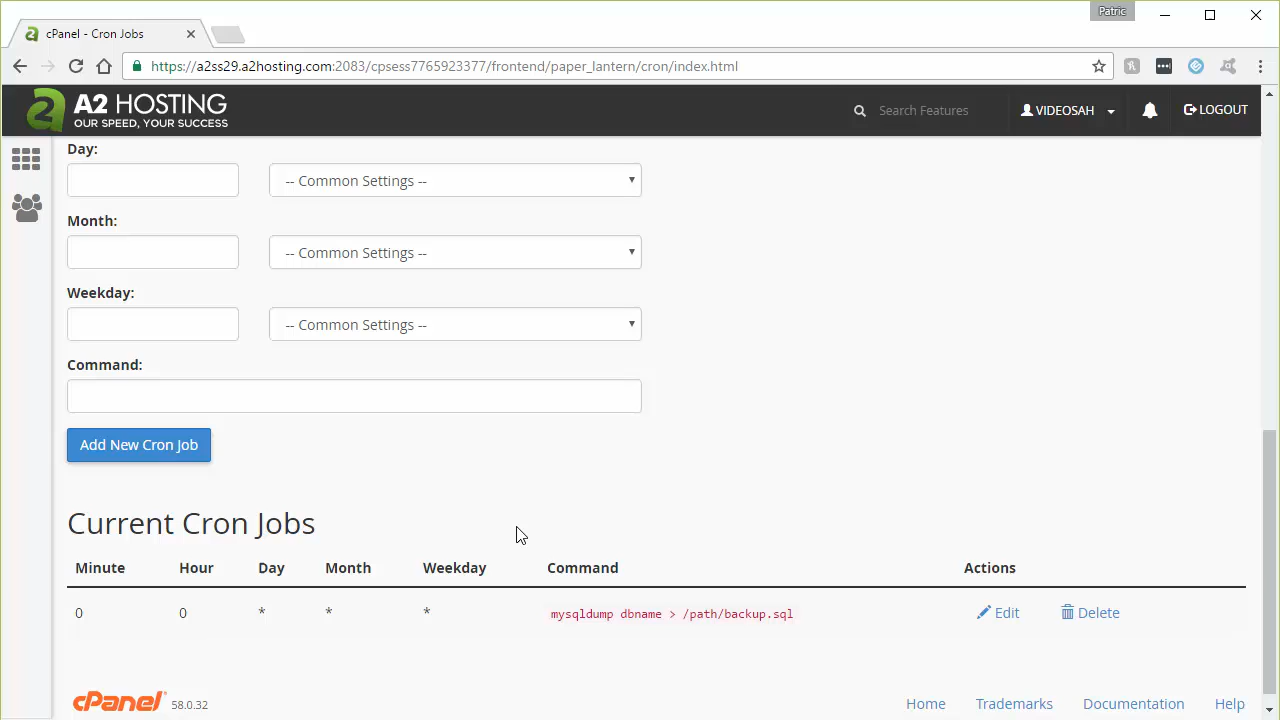 Patric
cPanel - Cron Jobs
https://a2ss29.a2hosting.com:2083/cpsess7765923377/frontend/paper_lantern/cron/index.html
A2 HOSTING
OUR SPEED, YOUR SUCCESS
Search Features
VIDEOSAH
LOGOUT
Day:
-- Common Settings --
Month:
-- Common Settings --
Weekday:
-- Common Settings --
Command:
Add New Cron Job
Current Cron Jobs
Minute Hour Day Month Weekday Command Actions
0 0 * * * mysqldump dbname > /path/backup.sql Edit Delete
cPanel 58.0.32 Home Trademarks Documentation Help